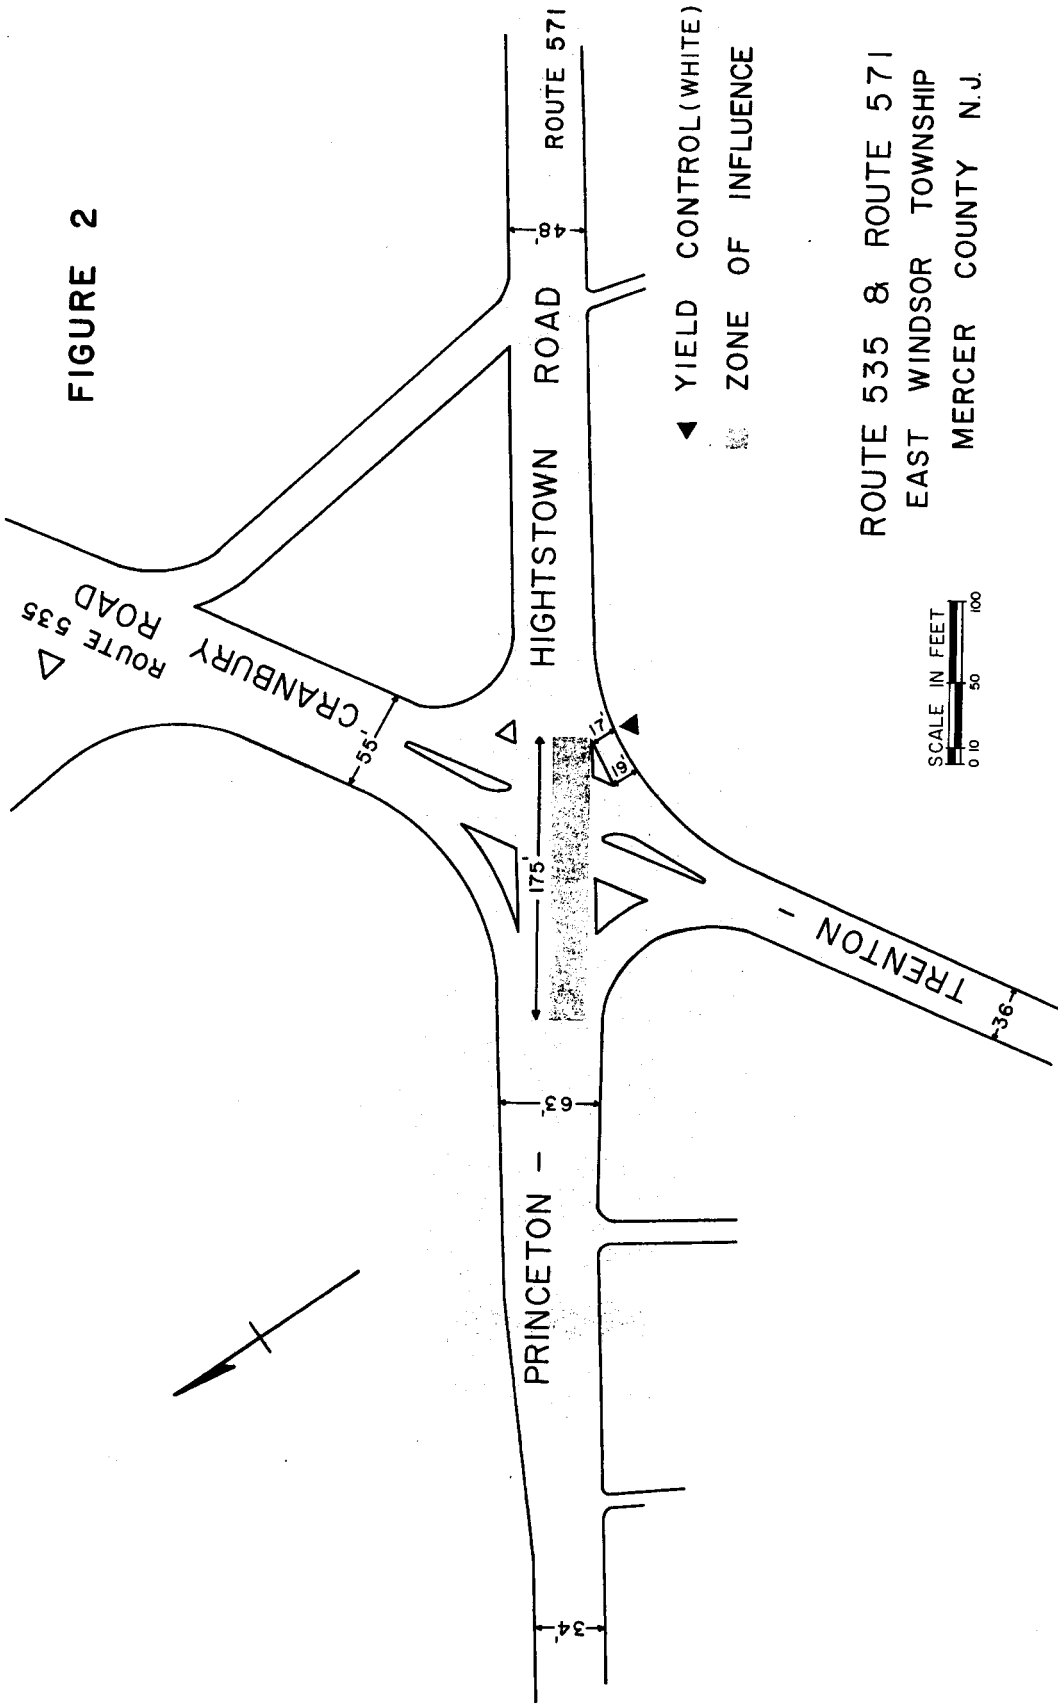 FIGURE 2
ROUTE 535
CRANBURY ROAD
55'
PRINCETON - HIGHTSTOWN ROAD
ROUTE 571
34'
63'
175'
48'
17'
19'
TRENTON -
36'
▲ YIELD CONTROL (WHITE)
ZONE OF INFLUENCE
SCALE IN FEET
0 10 50 100
ROUTE 535 & ROUTE 571
EAST WINDSOR TOWNSHIP
MERCER COUNTY N.J.